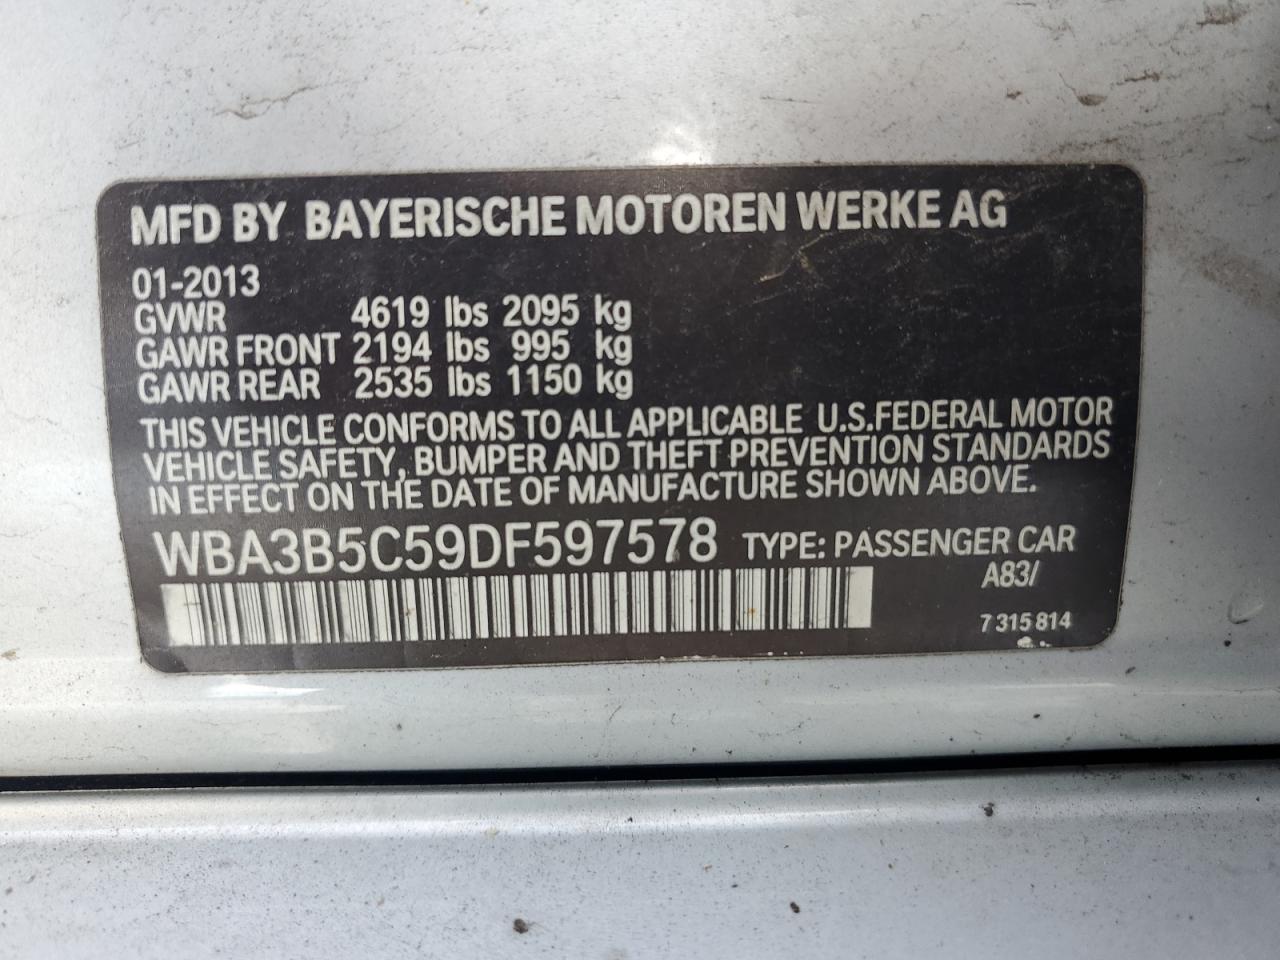 MFD BY BAYERISCHE MOTOREN WERKE AG
01-2013
GVWR 4619 lbs 2095 kg
GAWR FRONT 2194 lbs 995 kg
GAWR REAR 2535 lbs 1150 kg
THIS VEHICLE CONFORMS TO ALL APPLICABLE U.S.FEDERAL MOTOR
VEHICLE SAFETY, BUMPER AND THEFT PREVENTION STANDARDS
IN EFFECT ON THE DATE OF MANUFACTURE SHOWN ABOVE.
WBA3B5C59DF597578 TYPE: PASSENGER CAR
A83/
7 315 814